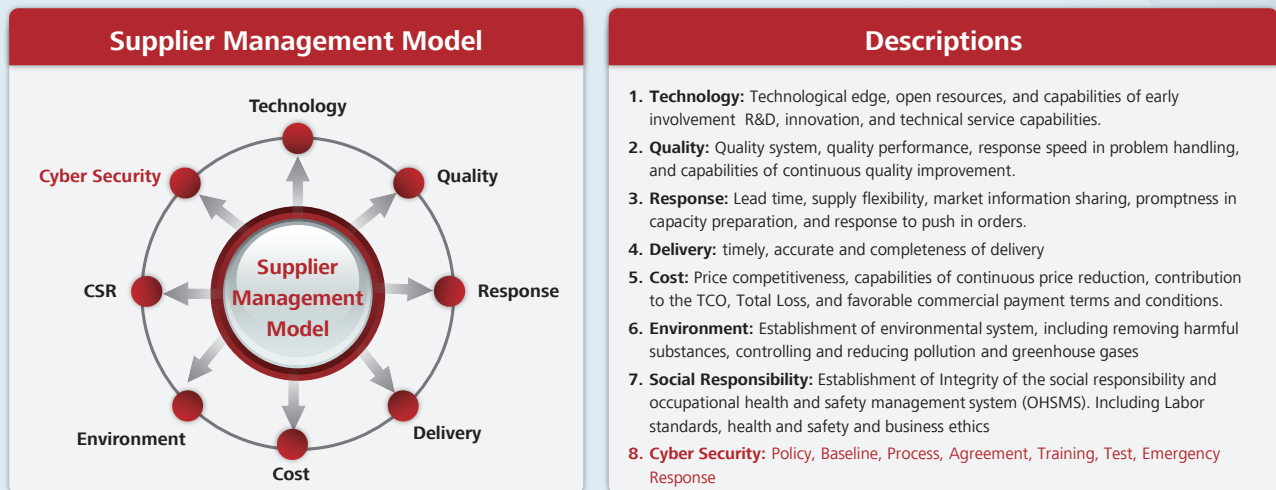 Supplier Management Model
Technology
Cyber Security
Quality
CSR
Supplier
Management
Model
Response
Environment
Delivery
Cost
Descriptions
1. Technology: Technological edge, open resources, and capabilities of early
involvement R&D, innovation, and technical service capabilities.
2. Quality: Quality system, quality performance, response speed in problem handling,
and capabilities of continuous quality improvement.
3. Response: Lead time, supply flexibility, market information sharing, promptness in
capacity preparation, and response to push in orders.
4. Delivery: timely, accurate and completeness of delivery
5. Cost: Price competitiveness, capabilities of continuous price reduction, contribution
to the TCO, Total Loss, and favorable commercial payment terms and conditions.
6. Environment: Establishment of environmental system, including removing harmful
substances, controlling and reducing pollution and greenhouse gases
7. Social Responsibility: Establishment of Integrity of the social responsibility and
occupational health and safety management system (OHSMS). Including Labor
standards, health and safety and business ethics
8. Cyber Security: Policy, Baseline, Process, Agreement, Training, Test, Emergency
Response